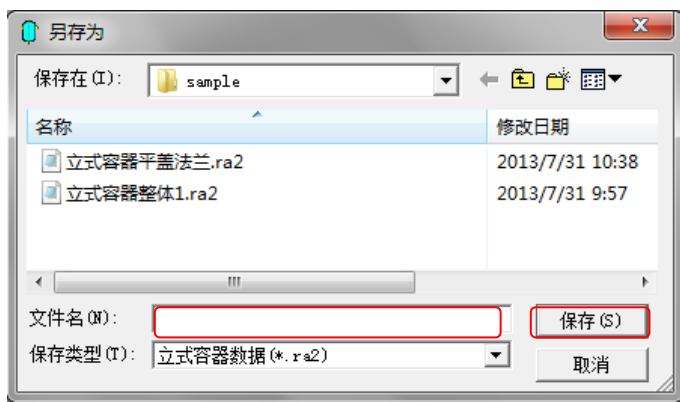 另存为
保存在(I): sample
名称 修改日期
立式容器平盖法兰.ra2 2013/7/31 10:38
立式容器整体1.ra2 2013/7/31 9:57
文件名(N): 保存(S)
保存类型(T): 立式容器数据(*.ra2) 取消